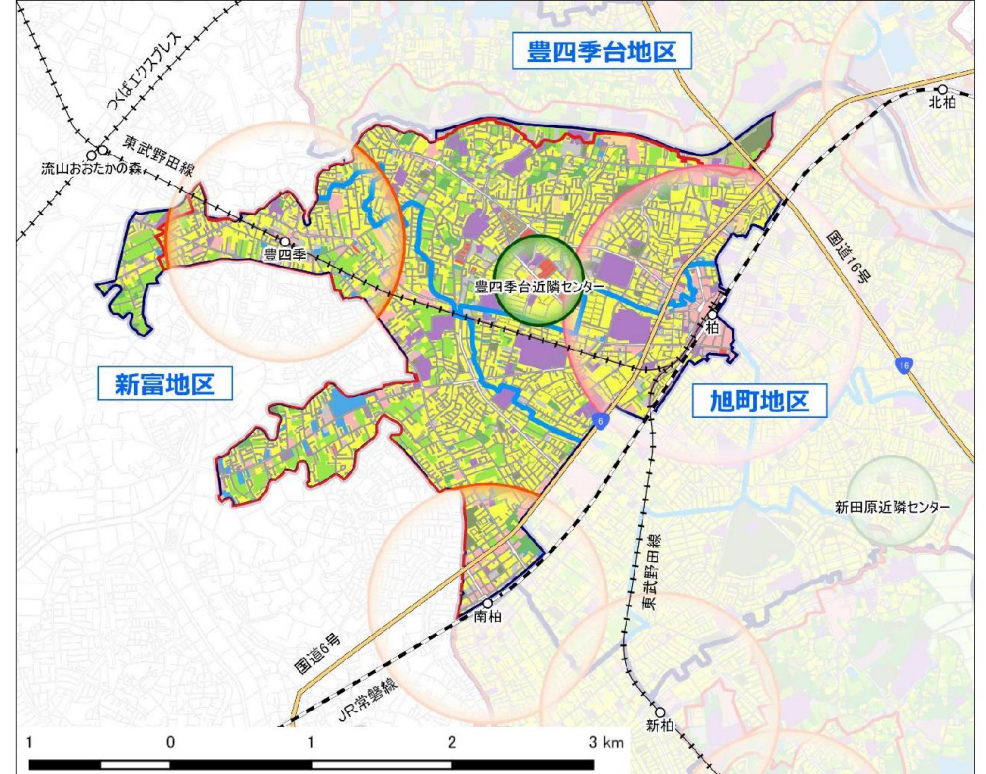 豊四季台地区
つくばエクスプレス
北柏
東武野田線
流山おおたかの森
国道16号
豊四季
豊四季台近隣センター
柏
16
新富地区
旭町地区
6
新田原近隣センター
東武野田線
南柏
国道6号
JR常磐線
新柏
1 0 1 2 3 km